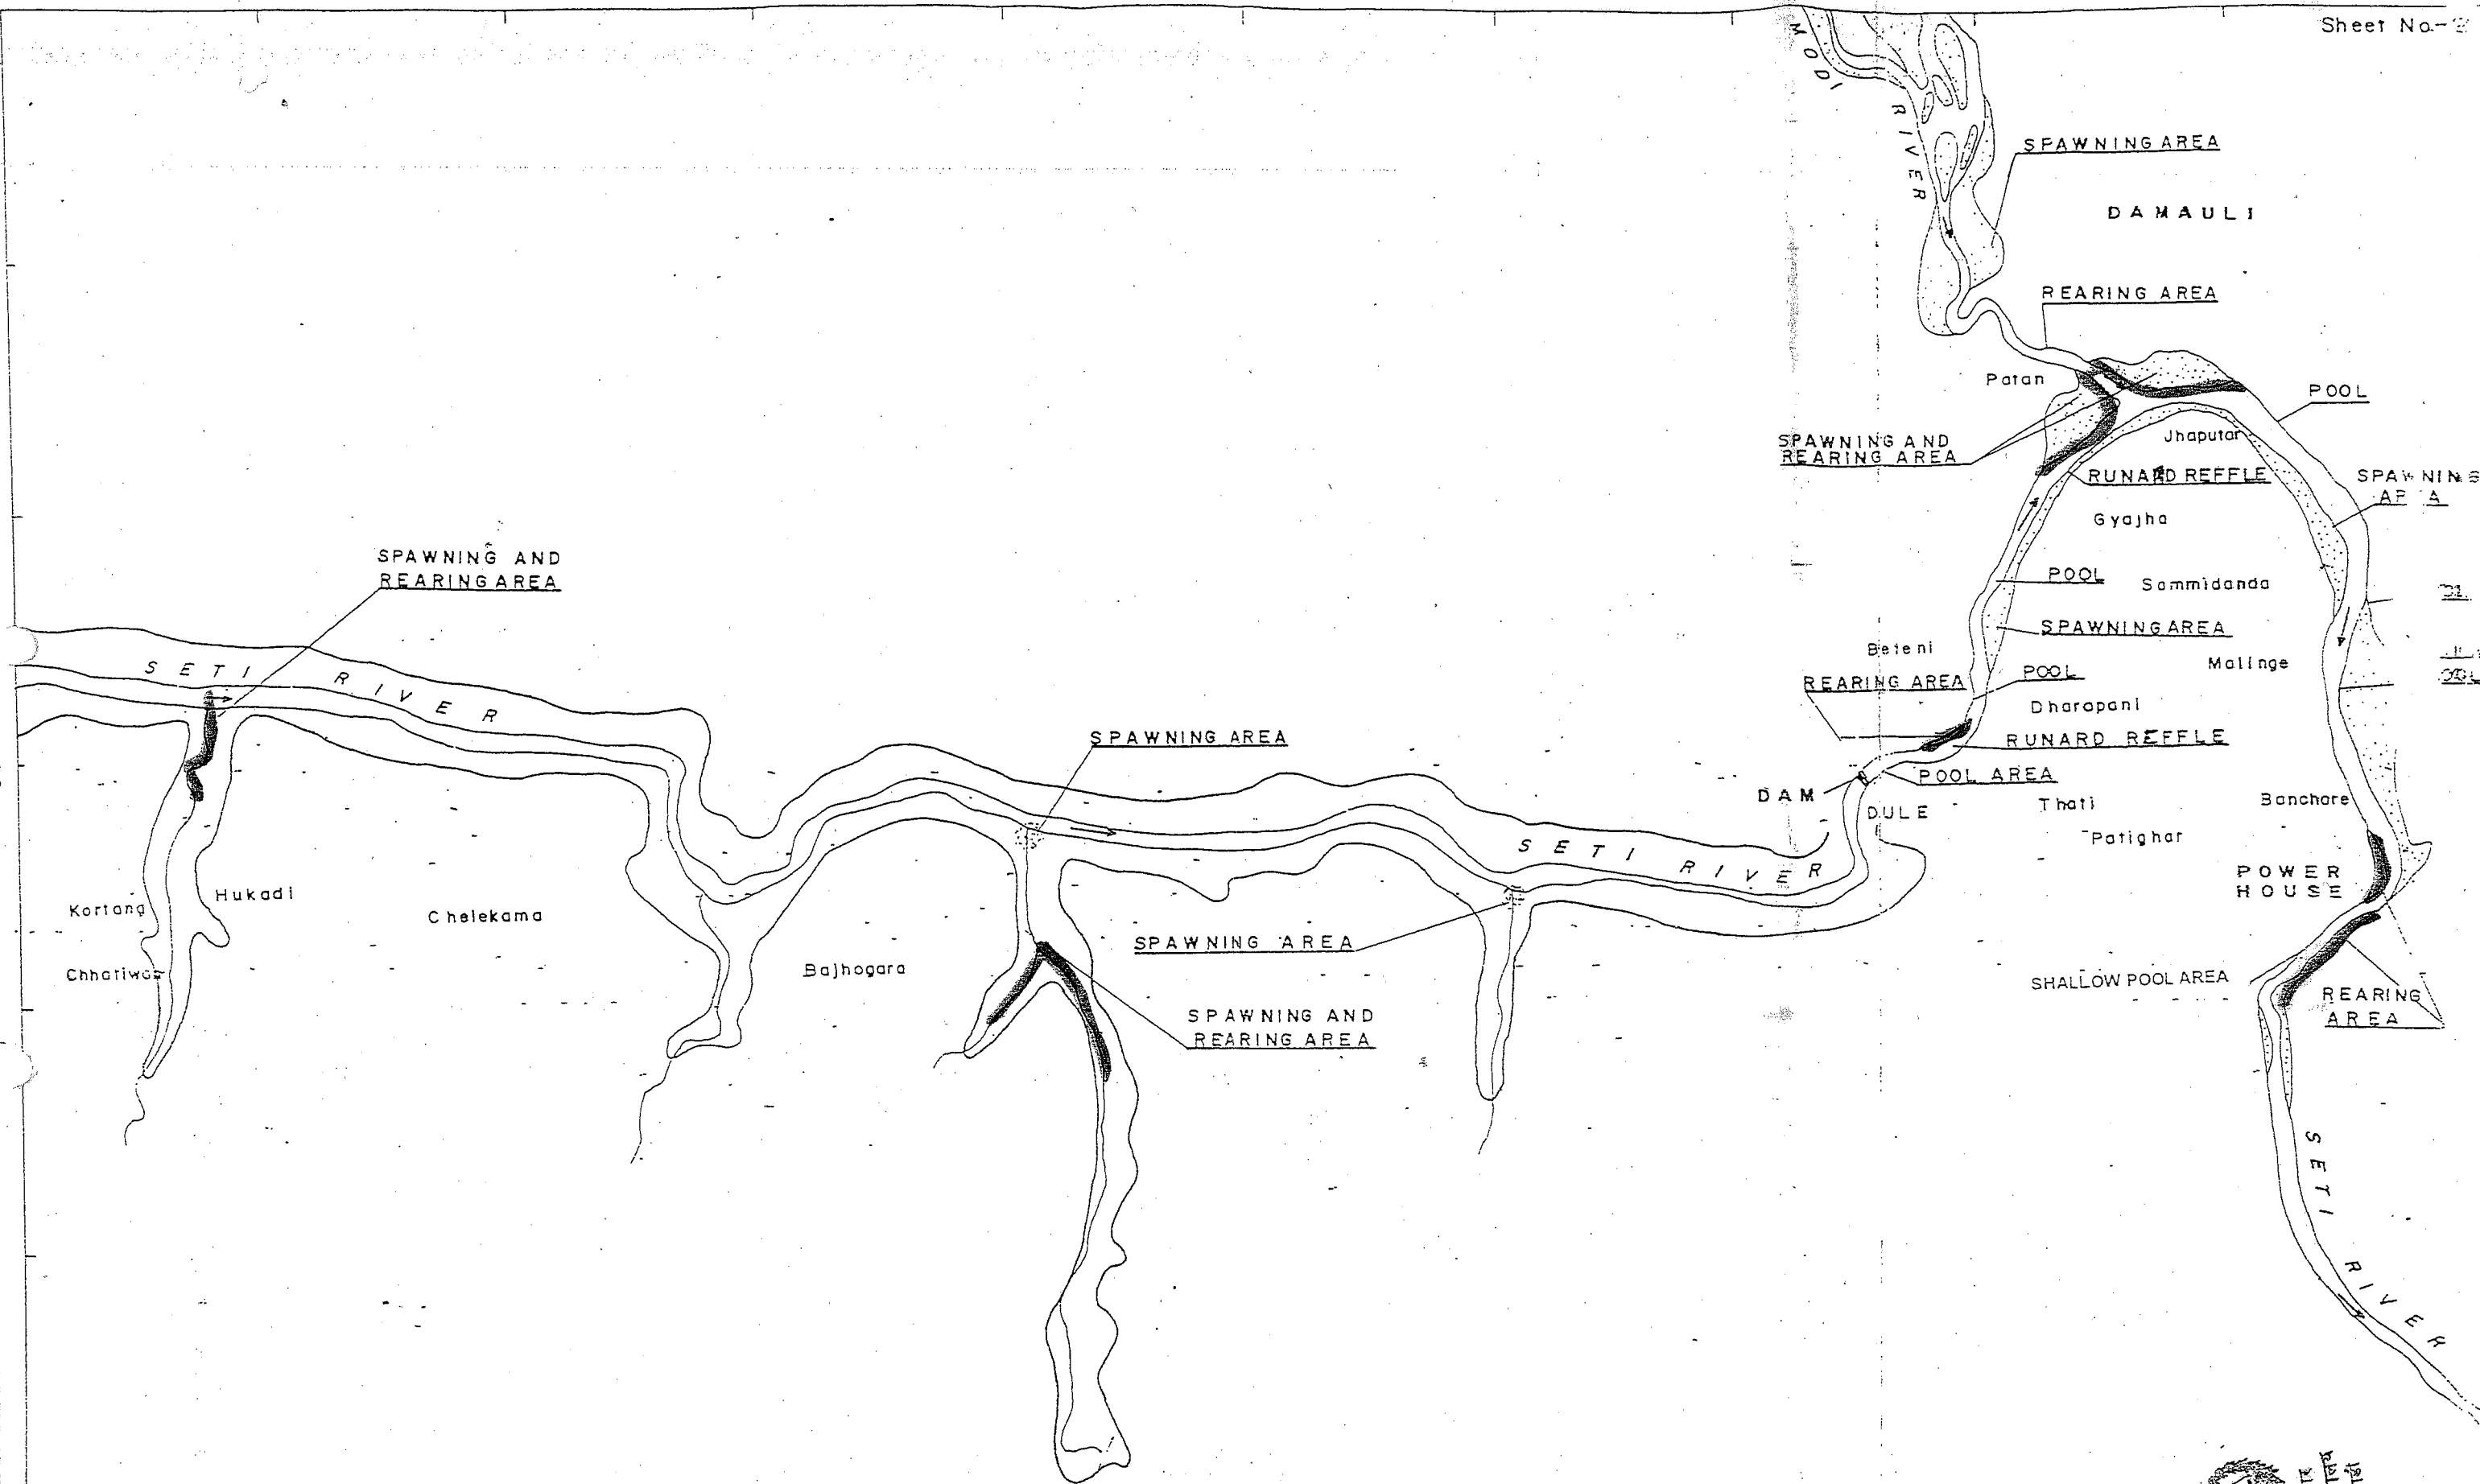 Sheet No.-
MODI RIVER
SPAWNING AREA
DAMAULI
REARING AREA
Patan
POOL
SPAWNING AND
REARING AREA
Jhaputar
RUNARD REFFLE
SPAWNING
Gyajha
SPAWNING AND
REARING AREA
POOL
Sammidanda
SPAWNING AREA
Beteni
Malinge
SETI RIVER
REARING AREA
POOL
Dharapani
SPAWNING AREA
RUNARD REFFLE
POOL AREA
DAM
DULE
Thati
Banchare
Patighar
SETI RIVER
POWER
HOUSE
Kortang
Hukadi
Chelekama
SPAWNING AREA
Bajhogara
SHALLOW POOL AREA
REARING
AREA
SPAWNING AND
REARING AREA
SETI RIVER